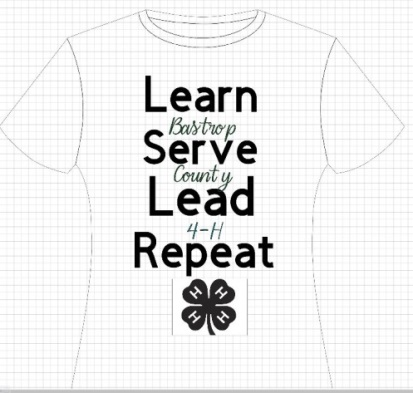 Learn
Bastrop
Serve
County
Lead
4-H
Repeat
H H
H H